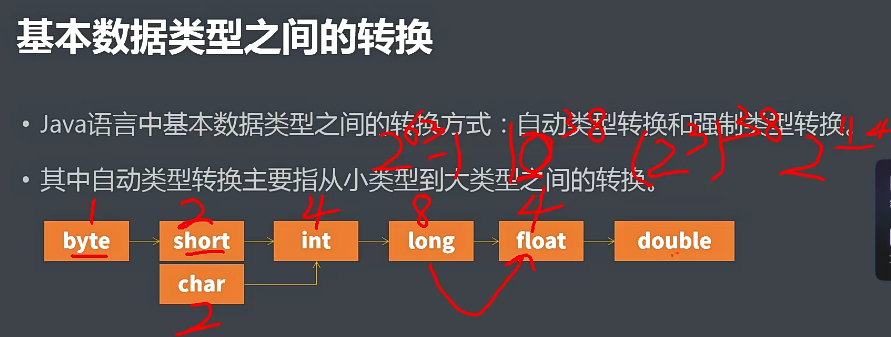 基本数据类型之间的转换
• Java语言中基本数据类型之间的转换方式：自动类型转换和强制类型转换。
2^63-1 10^38 (2^3)^38 2^114
• 其中自动类型转换主要指从小类型到大类型之间的转换。
1 2 4 8 4
byte short int long float double
char
2